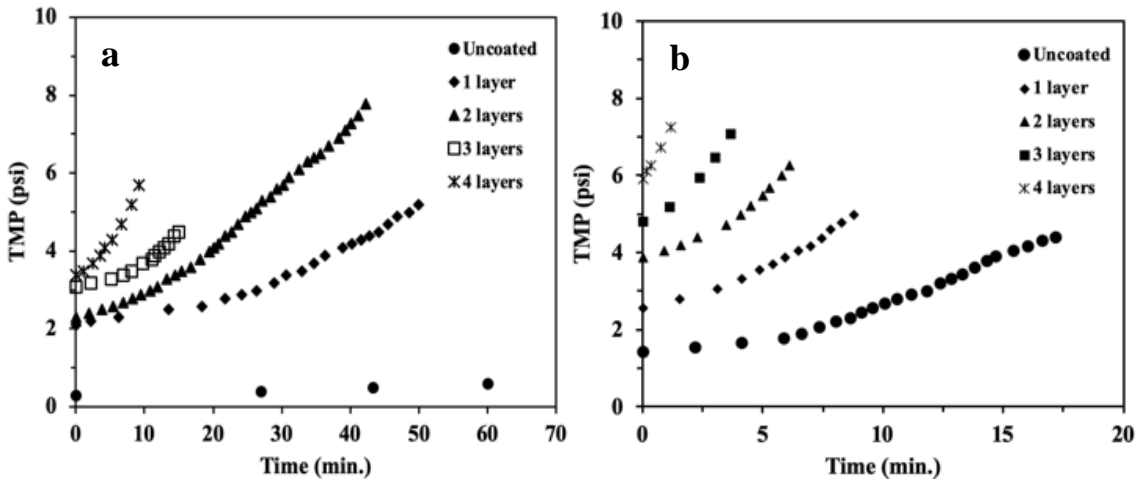 a
TMP (psi)
10
8
6
4
2
0
0 10 20 30 40 50 60 70
Time (min.)
Uncoated
1 layer
2 layers
3 layers
4 layers
b
TMP (psi)
10
8
6
4
2
0
0 5 10 15 20
Time (min.)
Uncoated
1 layer
2 layers
3 layers
4 layers